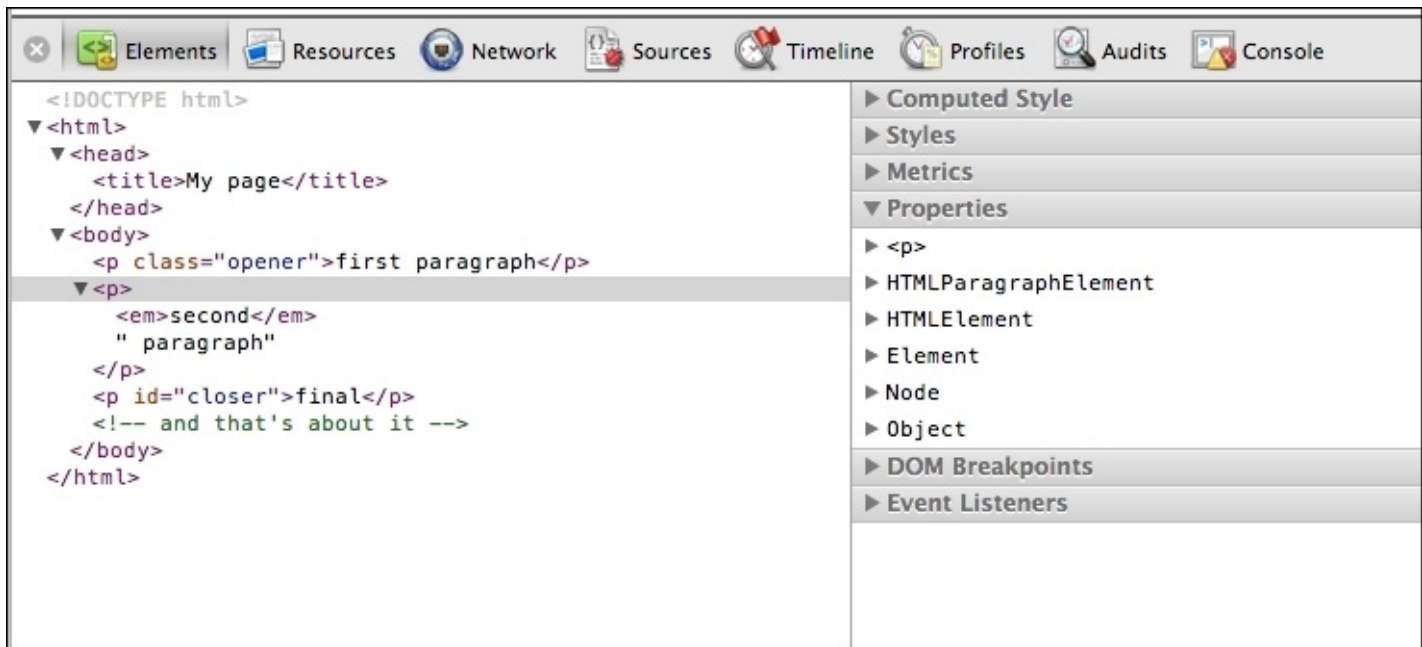 Elements Resources Network Sources Timeline Profiles Audits Console
<!DOCTYPE html>
<html>
<head>
<title>My page</title>
</head>
<body>
<p class="opener">first paragraph</p>
<p>
<em>second</em>
" paragraph"
</p>
<p id="closer">final</p>
<!-- and that's about it -->
</body>
</html>
Computed Style
Styles
Metrics
Properties
<p>
HTMLParagraphElement
HTMLElement
Element
Node
Object
DOM Breakpoints
Event Listeners